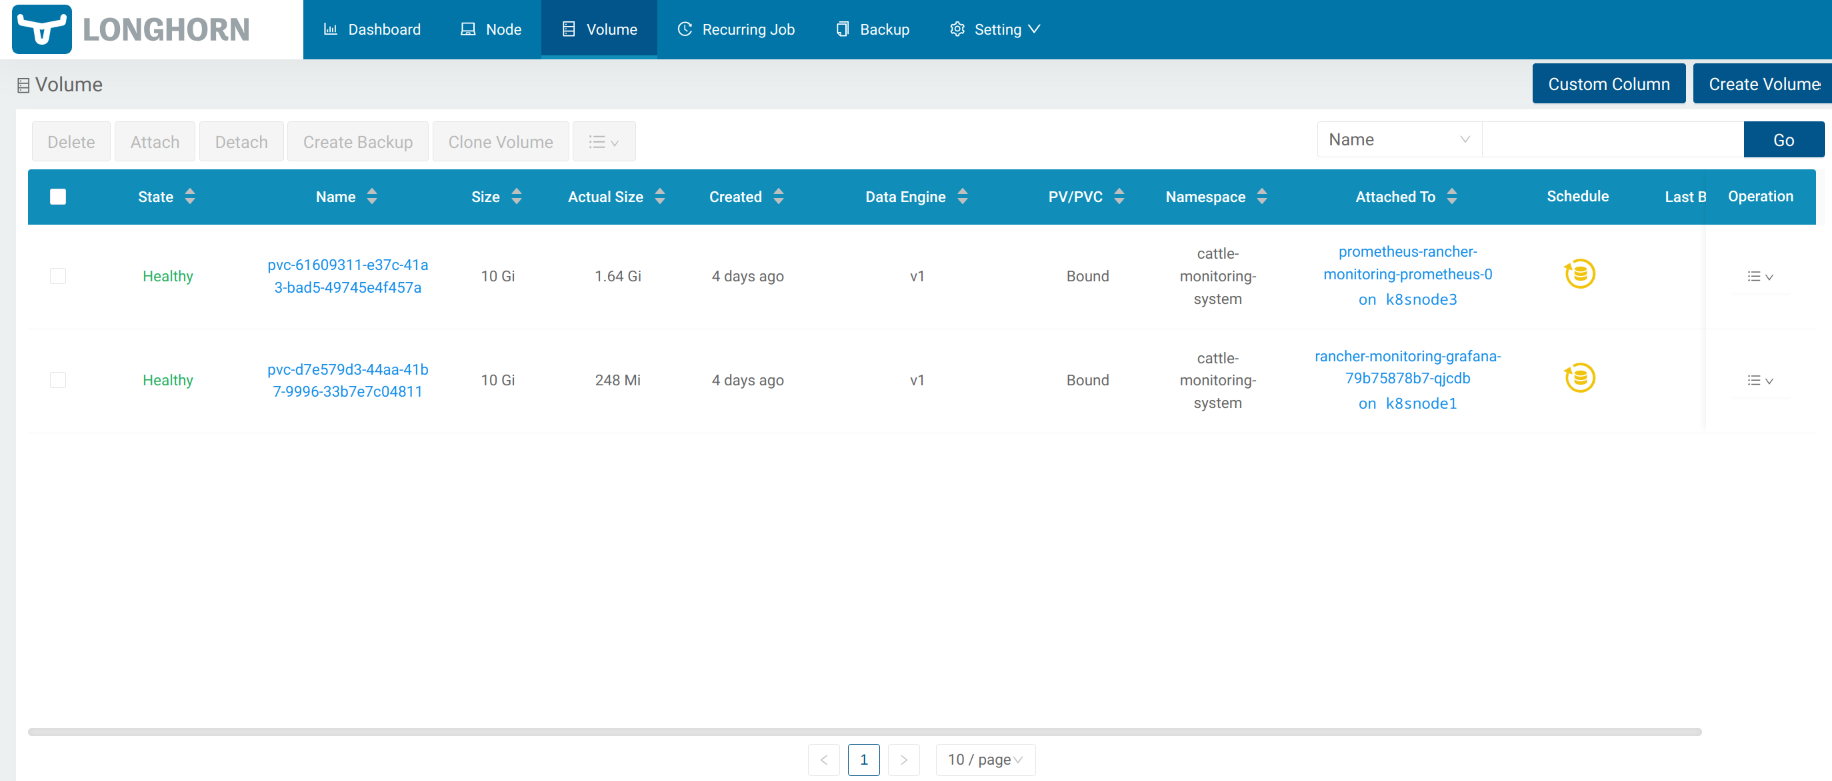 LONGHORN
Dashboard Node Volume Recurring Job Backup Setting
Volume
Custom Column Create Volume
Delete Attach Detach Create Backup Clone Volume
Name Go
State Name Size Actual Size Created Data Engine PV/PVC Namespace Attached To Schedule Last B Operation
Healthy
pvc-61609311-e37c-41a
3-bad5-49745e4f457a
10 Gi
1.64 Gi
4 days ago
v1
Bound
cattle-
monitoring-
system
prometheus-rancher-
monitoring-prometheus-0
on k8snode3
Healthy
pvc-d7e579d3-44aa-41b
7-9996-33b7e7c04811
10 Gi
248 Mi
4 days ago
v1
Bound
cattle-
monitoring-
system
rancher-monitoring-grafana-
79b75878b7-qjcdb
on k8snode1
< 1 > 10 / page